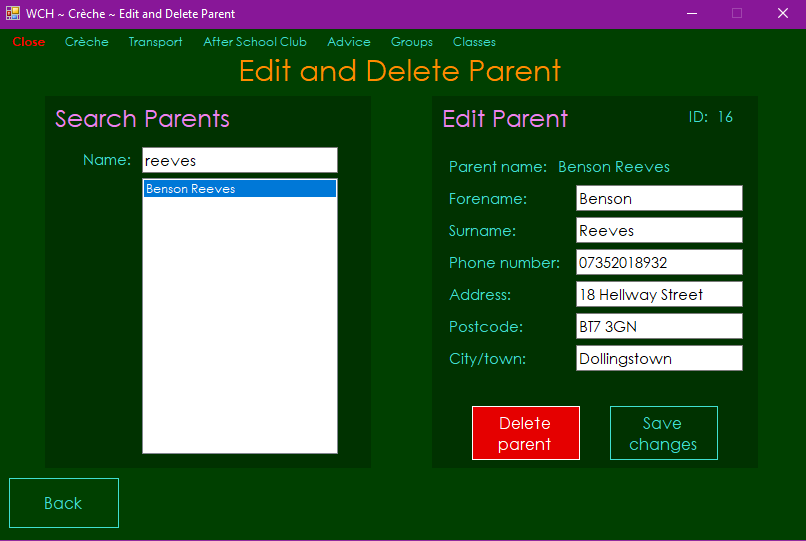 WCH ~ Crèche ~ Edit and Delete Parent
Close Crèche Transport After School Club Advice Groups Classes
Edit and Delete Parent
Search Parents
Name: reeves
Benson Reeves
Edit Parent ID: 16
Parent name: Benson Reeves
Forename: Benson
Surname: Reeves
Phone number: 07352018932
Address: 18 Hellway Street
Postcode: BT7 3GN
City/town: Dollingstown
Delete
parent
Save
changes
Back